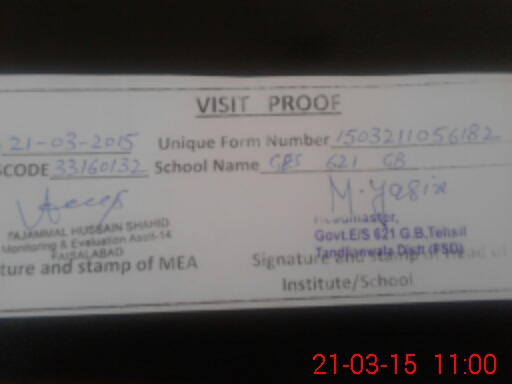 VISIT PROOF
21-03-2015 Unique Form Number 1503211056182
SCODE 33160132 School Name GPS 621 GB
M. Yasin
TAJAMMAL HUSSAIN SHAHID
Monitoring & Evaluation Assit-14
FAISALABAD
Headmaster,
Govt.E/S 621 G.B,Tehsil
Tandlianwala Distt (FSD)
ture and stamp of MEA
Signature and stamp of Head of
Institute/School
21-03-15 11:00